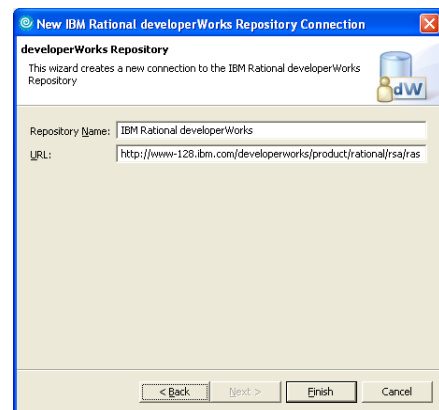 New IBM Rational developerWorks Repository Connection
developerWorks Repository
This wizard creates a new connection to the IBM Rational developerWorks
Repository
dW
Repository Name: IBM Rational developerWorks
URL: http://www-128.ibm.com/developerworks/product/rational/rsa/ras
< Back Next > Finish Cancel